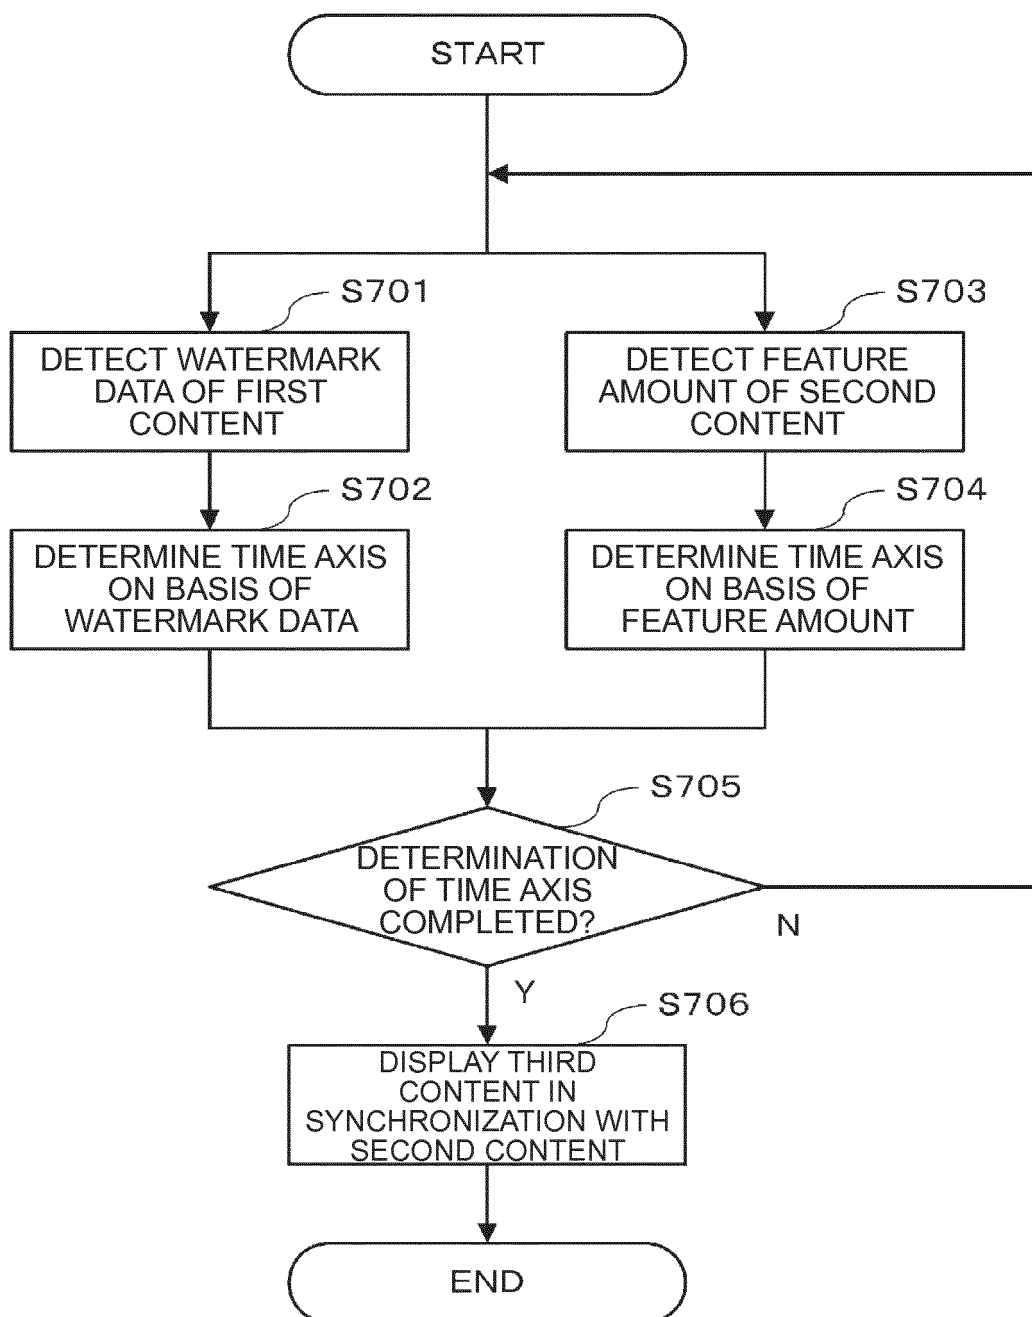 START
S701
DETECT WATERMARK
DATA OF FIRST
CONTENT
S703
DETECT FEATURE
AMOUNT OF SECOND
CONTENT
S702
DETERMINE TIME AXIS
ON BASIS OF
WATERMARK DATA
S704
DETERMINE TIME AXIS
ON BASIS OF
FEATURE AMOUNT
S705
DETERMINATION
OF TIME AXIS
COMPLETED?
N
Y
S706
DISPLAY THIRD
CONTENT IN
SYNCHRONIZATION WITH
SECOND CONTENT
END